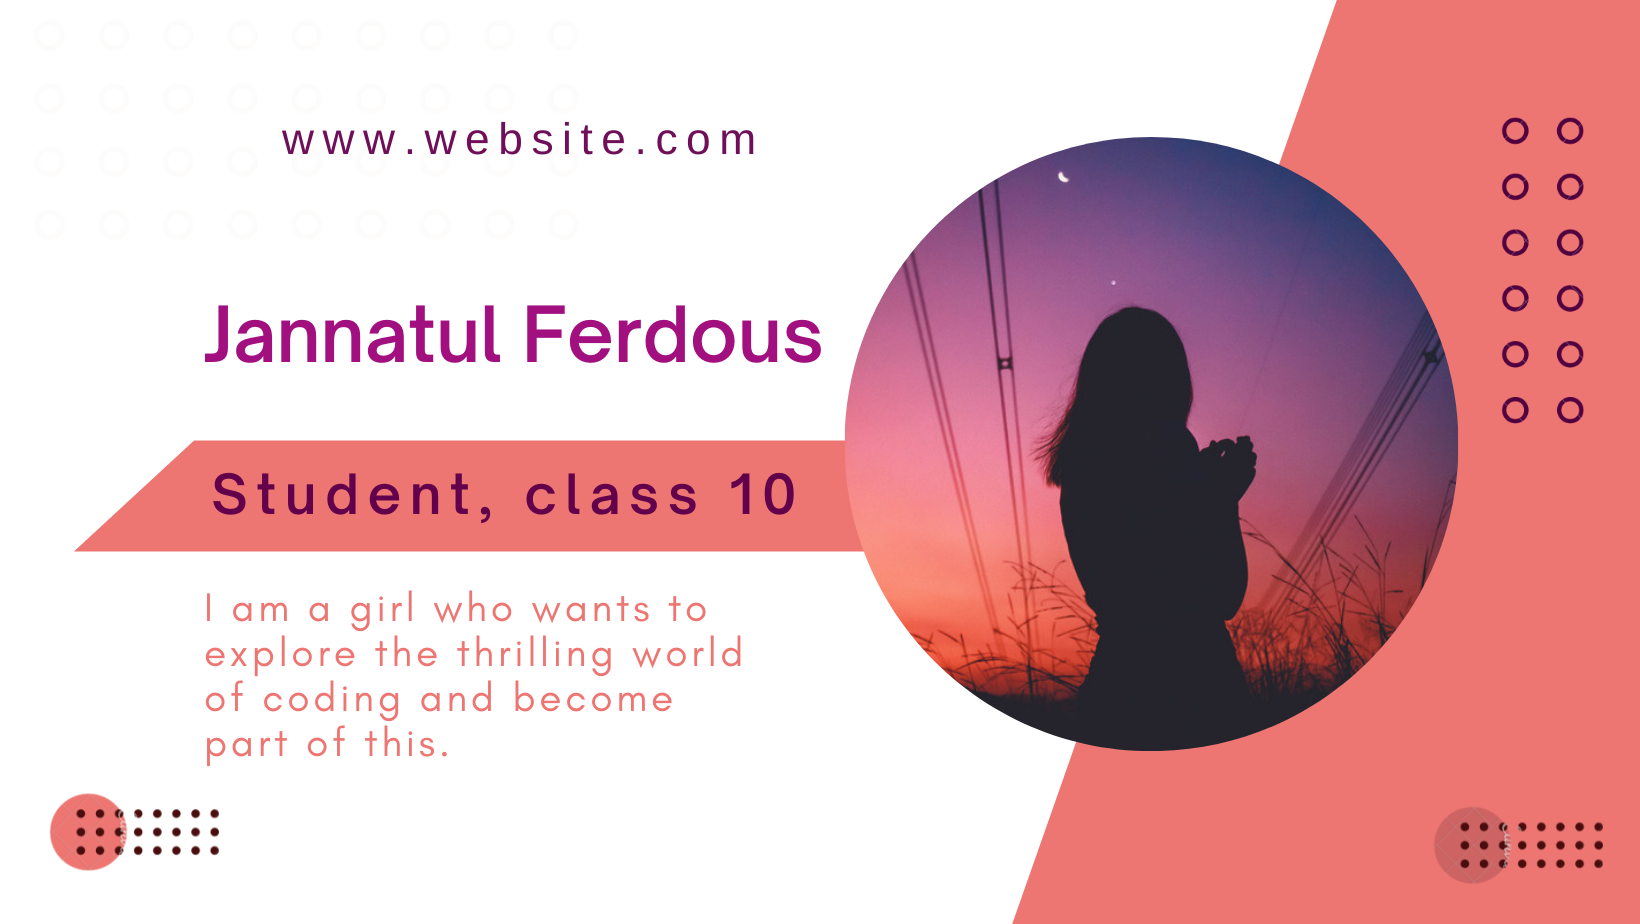 www.website.com
Jannatul Ferdous
Student, class 10
I am a girl who wants to
explore the thrilling world
of coding and become
part of this.